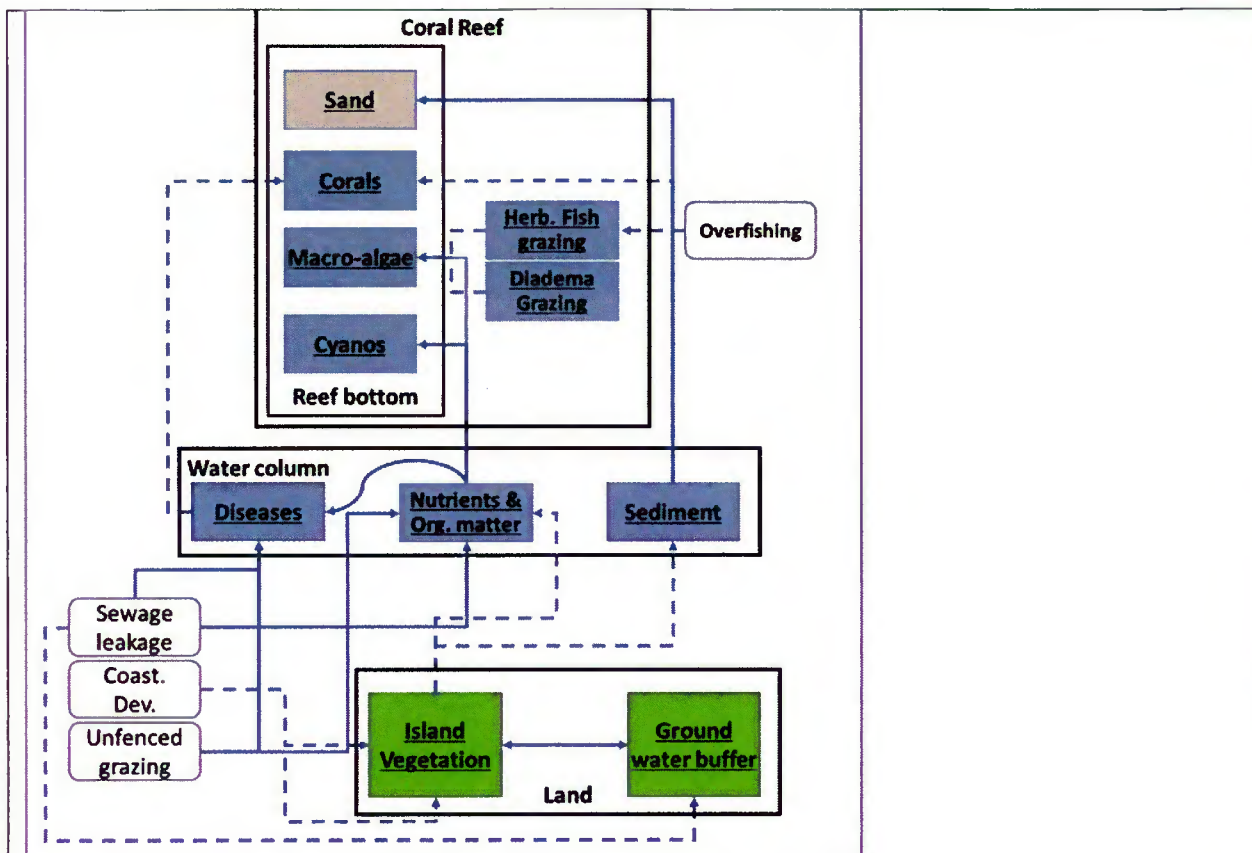 Coral Reef
Sand
Corals
Herb. Fish
grazing
Overfishing
Macro-algae
Diadema
Grazing
Cyanos
Reef bottom
Water column
Diseases
Nutrients &
Org. matter
Sediment
Sewage
leakage
Coast.
Dev.
Unfenced
grazing
Island
Vegetation
Ground
water buffer
Land